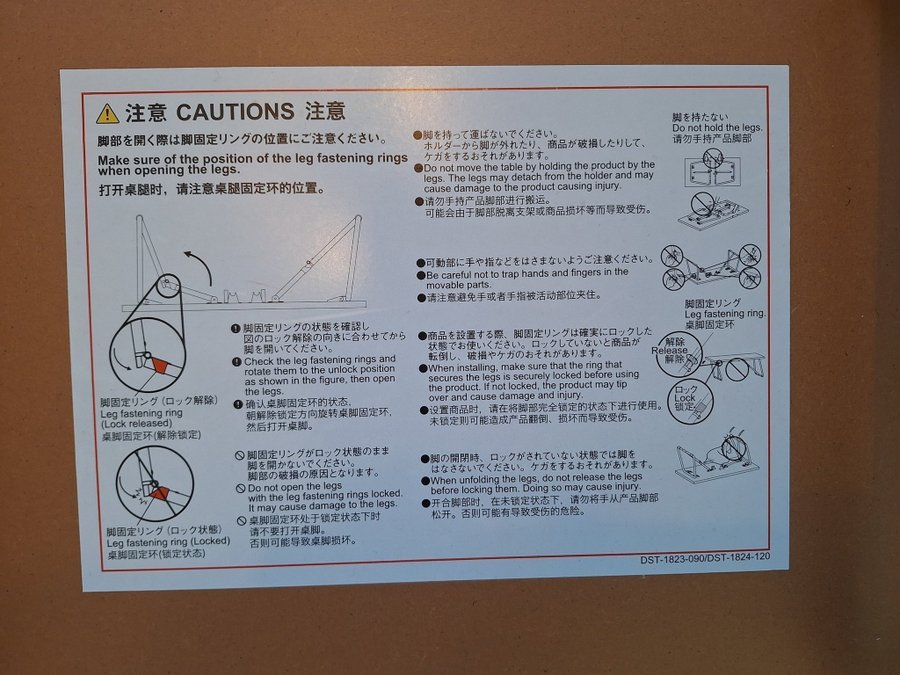 注意 CAUTIONS 注意
脚部を開く際は脚固定リングの位置にご注意ください。
Make sure of the position of the leg fastening rings
when opening the legs.
打开桌腿时，请注意桌腿固定环的位置。
脚固定リング（ロック解除）
Leg fastening ring
(Lock released)
桌脚固定环(解除锁定)
脚固定リング（ロック状態）
Leg fastening ring (Locked)
桌脚固定环(锁定状态)
脚固定リングの状態を確認し
図のロック解除の向きに合わせてから
脚を開いてください。
Check the leg fastening rings and
rotate them to the unlock position
as shown in the figure, then open
the legs.
确认桌脚固定环的状态，
朝解除锁定方向旋转桌脚固定环，
然后打开桌脚。
脚固定リングがロック状態のまま
脚を開かないでください。
脚部の破損の原因となります。
Do not open the legs
with the leg fastening rings locked.
It may cause damage to the legs.
桌脚固定环处于锁定状态下时
请不要打开桌脚。
否则可能导致桌脚损坏。
●脚を持って運ばないでください。
ホルダーから脚が外れたり、商品が破損したりして、
ケガをするおそれがあります。
●Do not move the table by holding the product by the
legs. The legs may detach from the holder and may
cause damage to the product causing injury.
●请勿手持产品脚部进行搬运。
可能会由于脚部脱离支架或商品损坏等而导致受伤。
●可動部に手や指などをはさまないようご注意ください。
●Be careful not to trap hands and fingers in the
movable parts.
●请注意避免手或者手指被活动部位夹住。
●商品を設置する際、脚固定リングは確実にロックした
状態でお使いください。ロックしていないと商品が
転倒し、破損やケガのおそれがあります。
●When installing, make sure that the ring that
secures the legs is securely locked before using
the product. If not locked, the product may tip
over and cause damage and injury.
●设置商品时，请在将脚部完全锁定的状态下进行使用。
未锁定则可能造成产品翻倒、损坏而导致受伤。
●脚の開閉時、ロックがされていない状態では脚を
はなさないでください。ケガをするおそれがあります。
●When unfolding the legs, do not release the legs
before locking them. Doing so may cause injury.
●开合脚部时，在未锁定状态下，请勿将手从产品脚部
松开。否则可能有导致受伤的危险。
脚を持たない
Do not hold the legs.
请勿手持产品脚部
脚固定リング
Leg fastening ring.
桌脚固定环
解除
Release
解除
ロック
Lock
锁定
DST-1823-090/DST-1824-120